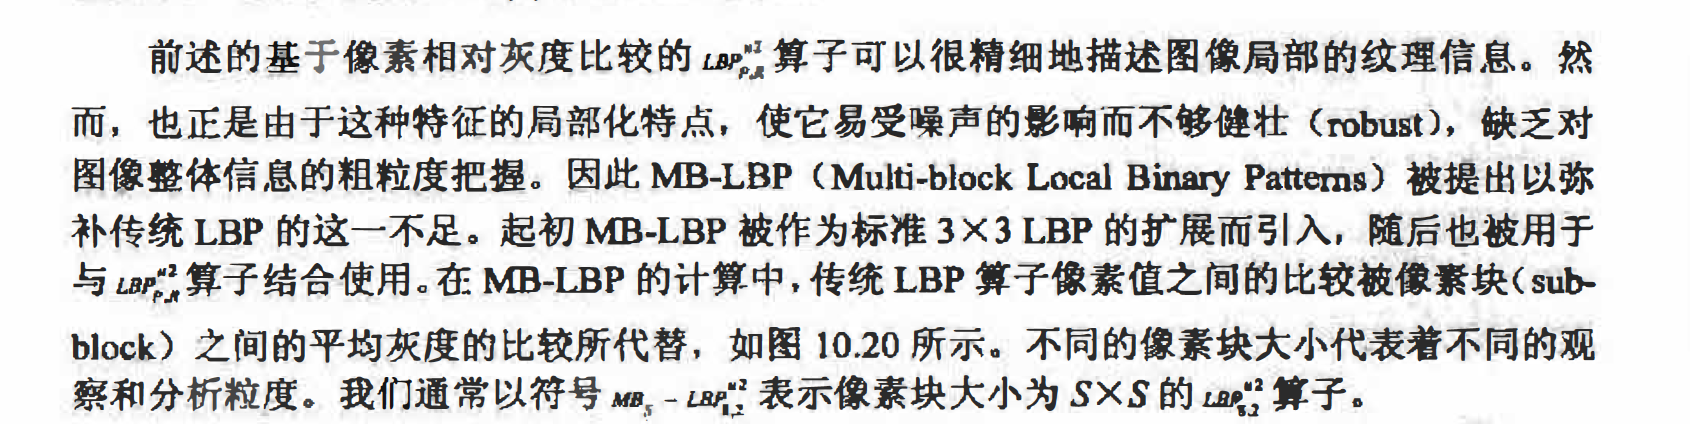 前述的基于像素相对灰度比较的 LBP_{P,R}^{u2} 算子可以很精细地描述图像局部的纹理信息。然
而，也正是由于这种特征的局部化特点，使它易受噪声的影响而不够健壮（robust），缺乏对
图像整体信息的粗粒度把握。因此 MB-LBP（Multi-block Local Binary Patterns）被提出以弥
补传统 LBP 的这一不足。起初 MB-LBP 被作为标准 3×3 LBP 的扩展而引入，随后也被用于
与 LBP_{P,R}^{u2} 算子结合使用。在 MB-LBP 的计算中，传统 LBP 算子像素值之间的比较被像素块（sub-
block）之间的平均灰度的比较所代替，如图 10.20 所示。不同的像素块大小代表着不同的观
察和分析粒度。我们通常以符号 MB_S - LBP_{8,2}^{u2} 表示像素块大小为 S×S 的 LBP_{8,2}^{u2} 算子。